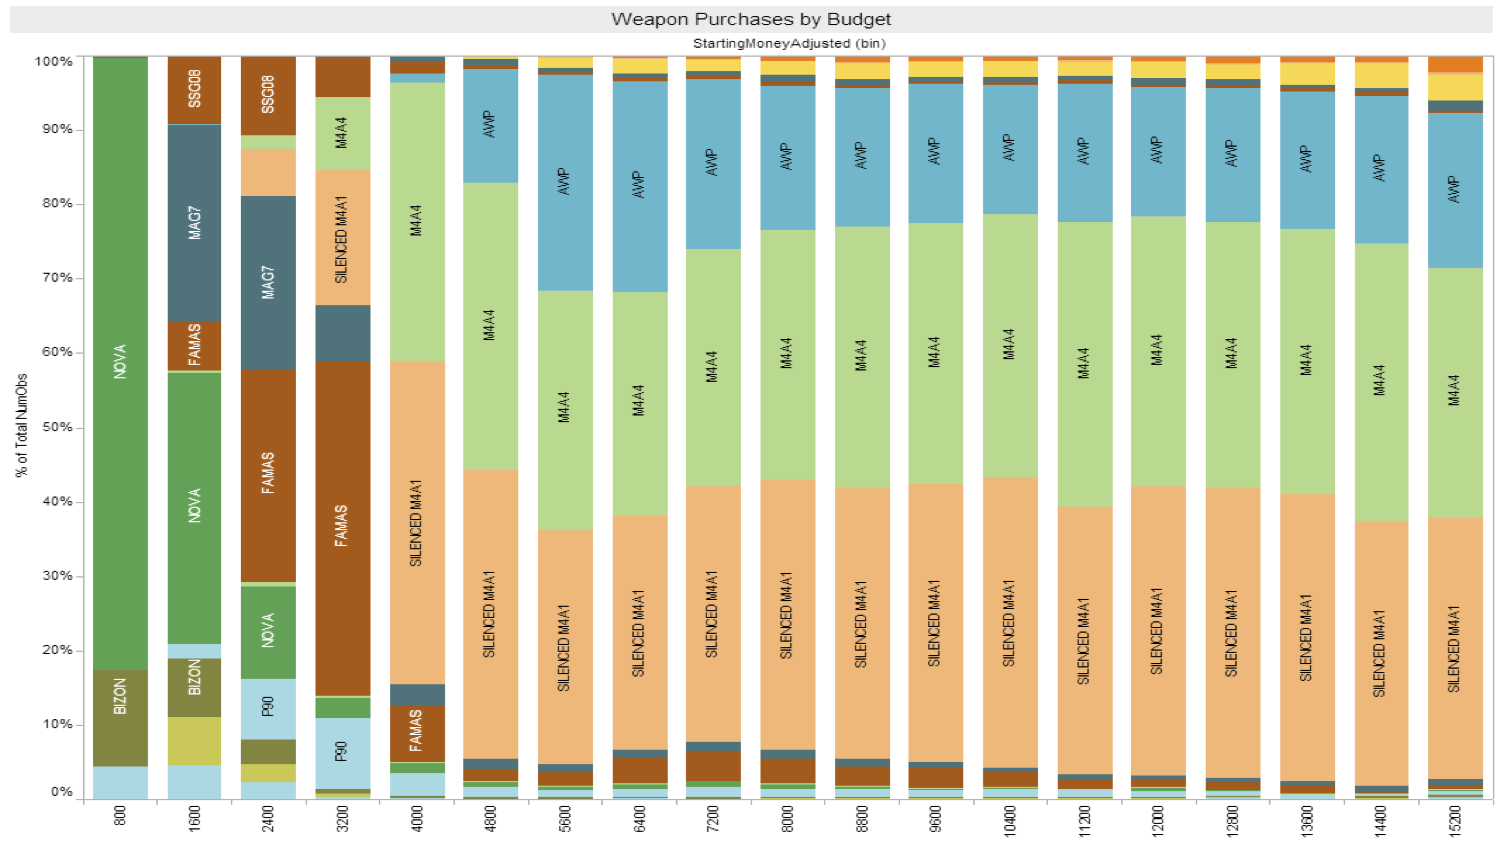 Weapon Purchases by Budget
StartingMoneyAdjusted (bin)
% of Total NumObs
100%
90%
80%
70%
60%
50%
40%
30%
20%
10%
0%
NOVA
BIZON
SSG08
MAG7
FAMAS
NOVA
BIZON
SSG08
MAG7
FAMAS
NOVA
P90
M4A4
SILENCED M4A1
FAMAS
P90
M4A4
SILENCED M4A1
FAMAS
AWP
M4A4
SILENCED M4A1
AWP
M4A4
SILENCED M4A1
AWP
M4A4
SILENCED M4A1
AWP
M4A4
SILENCED M4A1
AWP
M4A4
SILENCED M4A1
AWP
M4A4
SILENCED M4A1
AWP
M4A4
SILENCED M4A1
AWP
M4A4
SILENCED M4A1
AWP
M4A4
SILENCED M4A1
AWP
M4A4
SILENCED M4A1
AWP
M4A4
SILENCED M4A1
AWP
M4A4
SILENCED M4A1
AWP
M4A4
SILENCED M4A1
AWP
M4A4
SILENCED M4A1
800
1600
2400
3200
4000
4800
5600
6400
7200
8000
8800
9600
10400
11200
12000
12800
13600
14400
15200